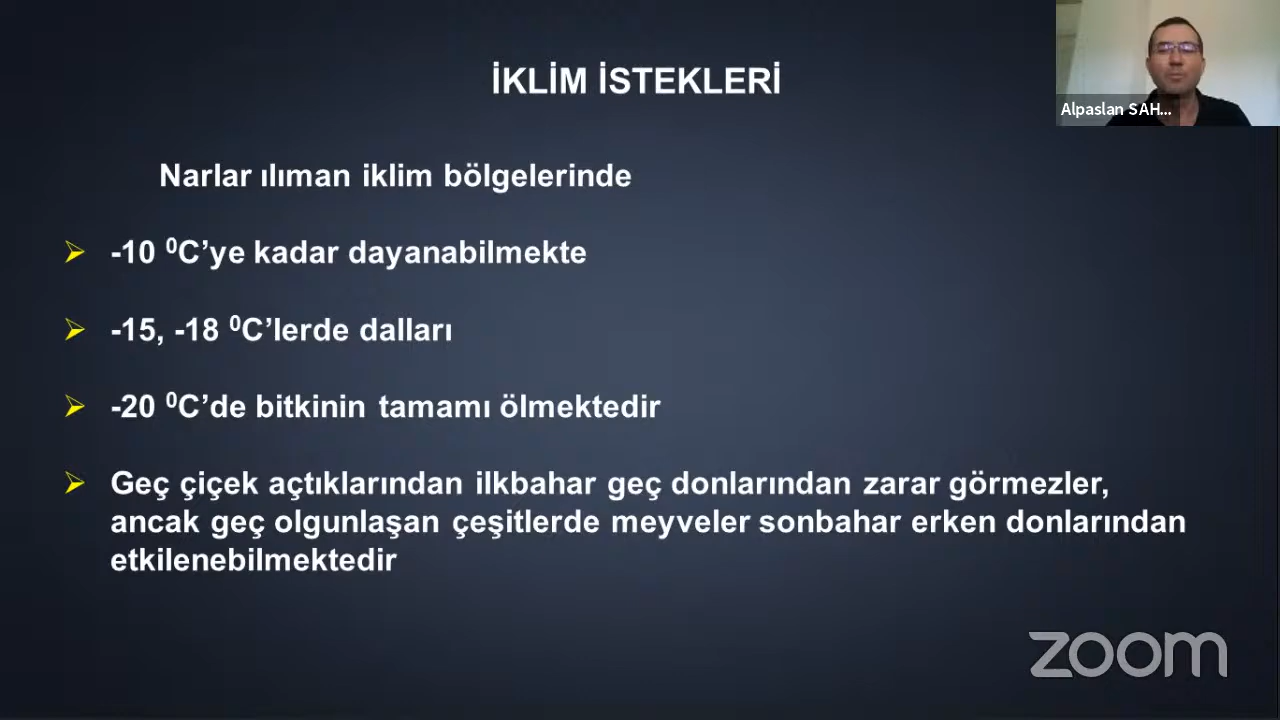 İKLİM İSTEKLERİ
Alpaslan SAH...
Narlar ılıman iklim bölgelerinde
-10 ⁰C’ye kadar dayanabilmekte
-15, -18 ⁰C’lerde dalları
-20 ⁰C’de bitkinin tamamı ölmektedir
Geç çiçek açtıklarından ilkbahar geç donlarından zarar görmezler,
ancak geç olgunlaşan çeşitlerde meyveler sonbahar erken donlarından
etkilenebilmektedir
zoom